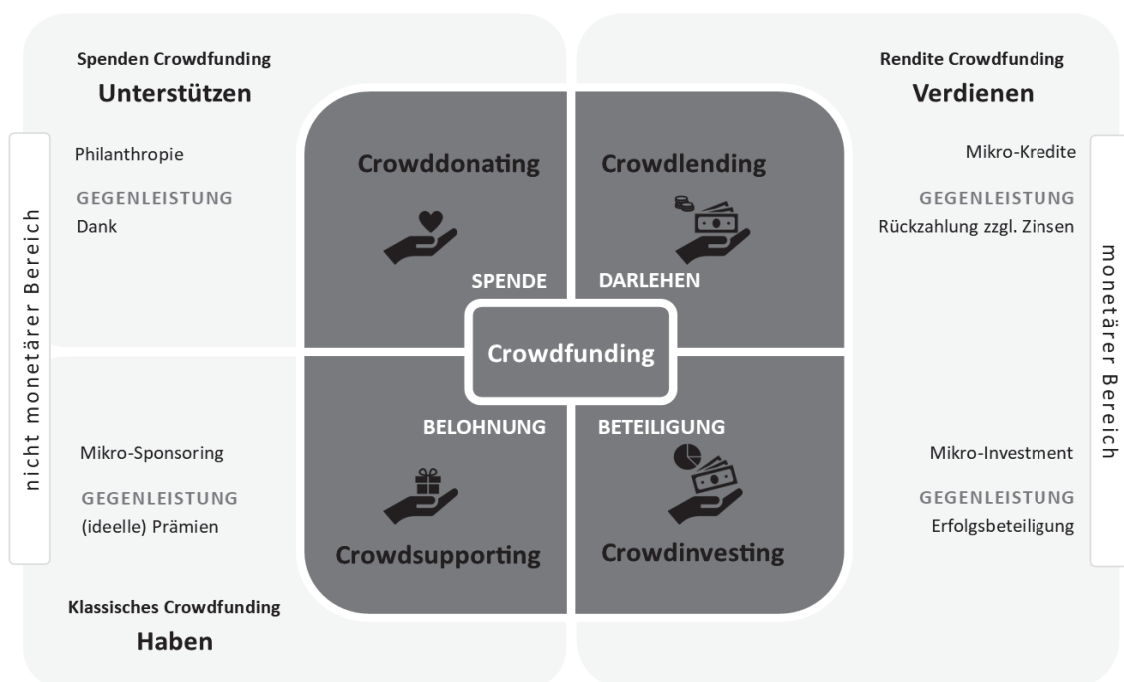 Spenden Crowdfunding
Unterstützen
Philanthropie
GEGENLEISTUNG
Dank
nicht monetärer Bereich
Mikro-Sponsoring
GEGENLEISTUNG
(ideelle) Prämien
Klassisches Crowdfunding
Haben
Crowddonating
SPENDE
Crowdlending
DARLEHEN
Crowdfunding
BELOHNUNG
Crowdsupporting
BETEILIGUNG
Crowdinvesting
Rendite Crowdfunding
Verdienen
Mikro-Kredite
GEGENLEISTUNG
Rückzahlung zzgl. Zinsen
monetärer Bereich
Mikro-Investment
GEGENLEISTUNG
Erfolgsbeteiligung